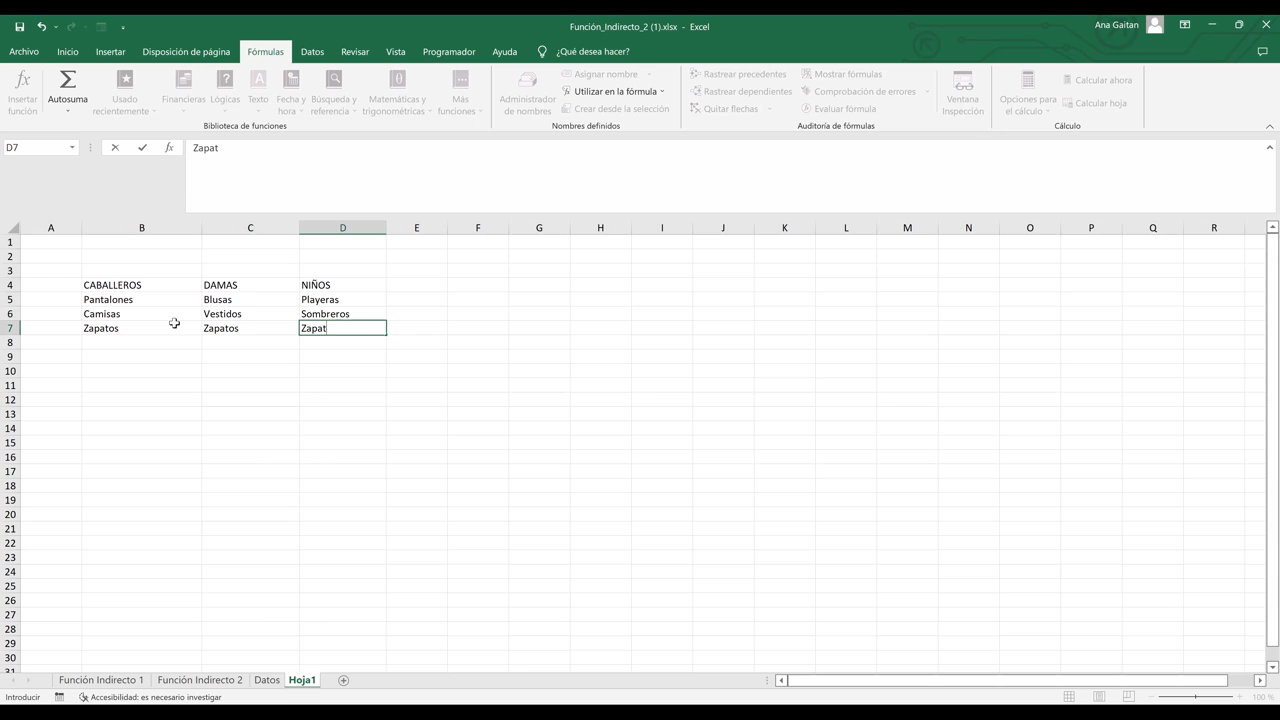 Función_Indirecto_2 (1).xlsx - Excel
Ana Gaitan
Archivo Inicio Insertar Disposición de página Fórmulas Datos Revisar Vista Programador Ayuda ¿Qué desea hacer?
Insertar función
Autosuma
Usado recientemente
Financieras
Lógicas
Texto
Fecha y hora
Búsqueda y referencia
Matemáticas y trigonométricas
Más funciones
Biblioteca de funciones
Administrador de nombres
Asignar nombre
Utilizar en la fórmula
Crear desde la selección
Nombres definidos
Rastrear precedentes
Rastrear dependientes
Quitar flechas
Mostrar fórmulas
Comprobación de errores
Evaluar fórmula
Auditoría de fórmulas
Ventana Inspección
Opciones para el cálculo
Calcular ahora
Calcular hoja
Cálculo
D7 fx Zapat
A B C D E F G H I J K L M N O P Q R
1
2
3
4 CABALLEROS DAMAS NIÑOS
5 Pantalones Blusas Playeras
6 Camisas Vestidos Sombreros
7 Zapatos Zapatos Zapat
8
9
10
11
12
13
14
15
16
17
18
19
20
21
22
23
24
25
26
27
28
29
30
31
Función Indirecto 1 Función Indirecto 2 Datos Hoja1
Introducir Accesibilidad: es necesario investigar 100 %